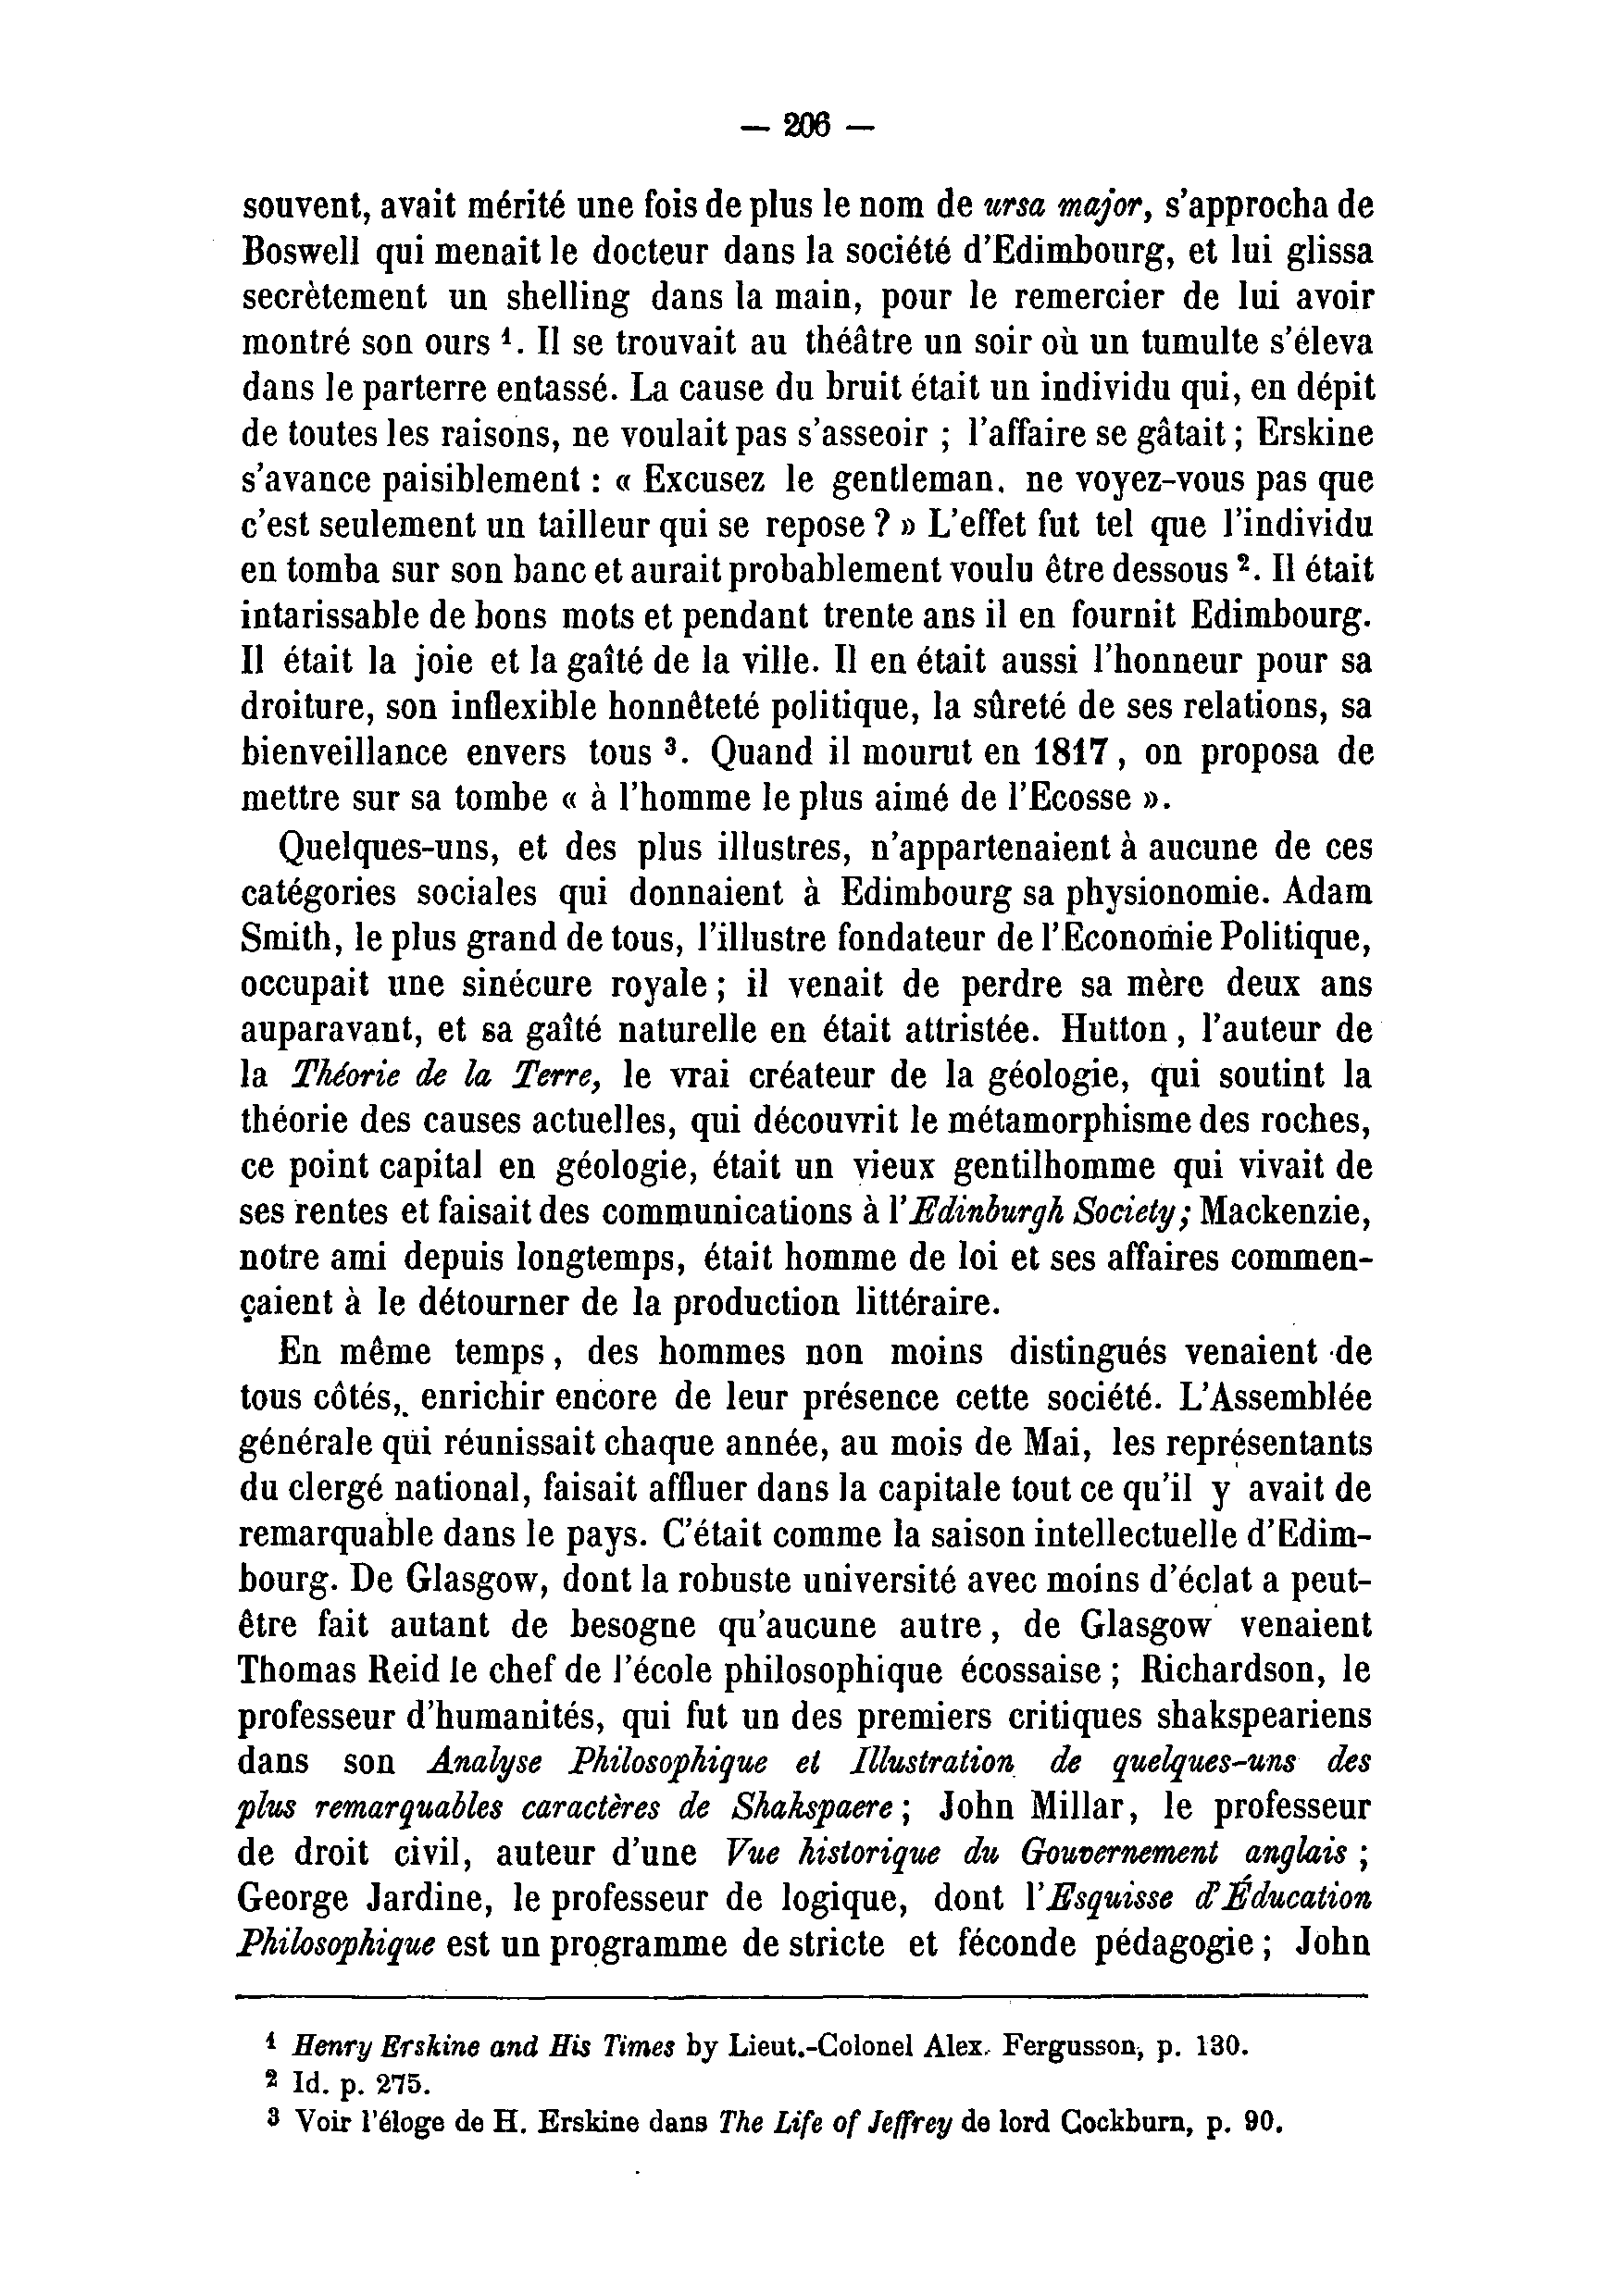 — 206 —
souvent, avait mérité une fois de plus le nom de ursa major, s'approcha de
Boswell qui menait le docteur dans la société d'Edimbourg, et lui glissa
secrètement un shelling dans la main, pour le remercier de lui avoir
montré son ours ¹. Il se trouvait au théâtre un soir où un tumulte s'éleva
dans le parterre entassé. La cause du bruit était un individu qui, en dépit
de toutes les raisons, ne voulait pas s'asseoir ; l'affaire se gâtait ; Erskine
s'avance paisiblement : « Excusez le gentleman. ne voyez-vous pas que
c'est seulement un tailleur qui se repose ? » L'effet fut tel que l'individu
en tomba sur son banc et aurait probablement voulu être dessous ². Il était
intarissable de bons mots et pendant trente ans il en fournit Edimbourg.
Il était la joie et la gaîté de la ville. Il en était aussi l'honneur pour sa
droiture, son inflexible honnêteté politique, la sûreté de ses relations, sa
bienveillance envers tous ³. Quand il mourut en 1817, on proposa de
mettre sur sa tombe « à l'homme le plus aimé de l'Ecosse ».
Quelques-uns, et des plus illustres, n'appartenaient à aucune de ces
catégories sociales qui donnaient à Edimbourg sa physionomie. Adam
Smith, le plus grand de tous, l'illustre fondateur de l'Economie Politique,
occupait une sinécure royale ; il venait de perdre sa mère deux ans
auparavant, et sa gaîté naturelle en était attristée. Hutton, l'auteur de
la Théorie de la Terre, le vrai créateur de la géologie, qui soutint la
théorie des causes actuelles, qui découvrit le métamorphisme des roches,
ce point capital en géologie, était un vieux gentilhomme qui vivait de
ses rentes et faisait des communications à l'Edinburgh Society ; Mackenzie,
notre ami depuis longtemps, était homme de loi et ses affaires commen-
çaient à le détourner de la production littéraire.
En même temps, des hommes non moins distingués venaient de
tous côtés, enrichir encore de leur présence cette société. L'Assemblée
générale qui réunissait chaque année, au mois de Mai, les représentants
du clergé national, faisait affluer dans la capitale tout ce qu'il y avait de
remarquable dans le pays. C'était comme la saison intellectuelle d'Edim-
bourg. De Glasgow, dont la robuste université avec moins d'éclat a peut-
être fait autant de besogne qu'aucune autre, de Glasgow venaient
Thomas Reid le chef de l'école philosophique écossaise ; Richardson, le
professeur d'humanités, qui fut un des premiers critiques shakspeariens
dans son Analyse Philosophique et Illustration de quelques-uns des
plus remarquables caractères de Shakspaere ; John Millar, le professeur
de droit civil, auteur d'une Vue historique du Gouvernement anglais ;
George Jardine, le professeur de logique, dont l'Esquisse d'Éducation
Philosophique est un programme de stricte et féconde pédagogie ; John
¹ Henry Erskine and His Times by Lieut.-Colonel Alex. Fergusson, p. 130.
² Id. p. 275.
³ Voir l'éloge de H. Erskine dans The Life of Jeffrey de lord Cockburn, p. 90.